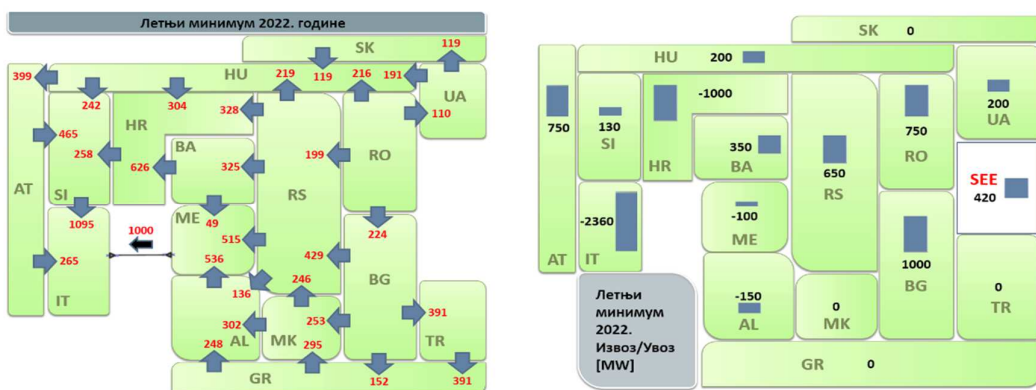 Летњи минимум 2022. године
SK
119
399
HU
219
119
216
191
UA
242
304
328
110
HR
465
258
626
BA
325
199
RO
AT
SI
RS
ME
49
1095
1000
515
224
536
429
265
246
BG
IT
136
302
253
391
AL
MK
TR
248
295
GR
152
391
SK
0
HU
200
-1000
750
130
SI
HR
BA
350
RS
650
750
RO
200
UA
SEE
420
-2360
-100
ME
AT
IT
1000
BG
0
TR
Летњи
минимум
2022.
Извоз/Увоз
[MW]
-150
AL
0
MK
GR
0